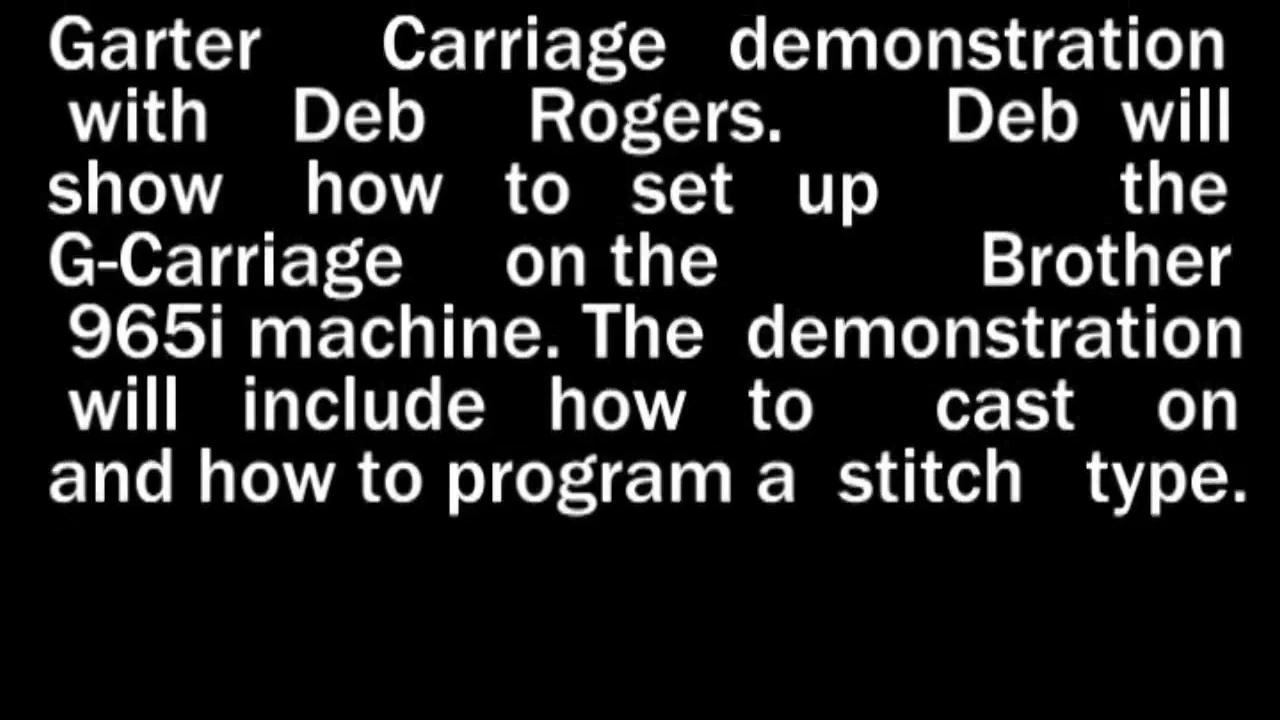 Garter Carriage demonstration
with Deb Rogers. Deb will
show how to set up the
G-Carriage on the Brother
965i machine. The demonstration
will include how to cast on
and how to program a stitch type.